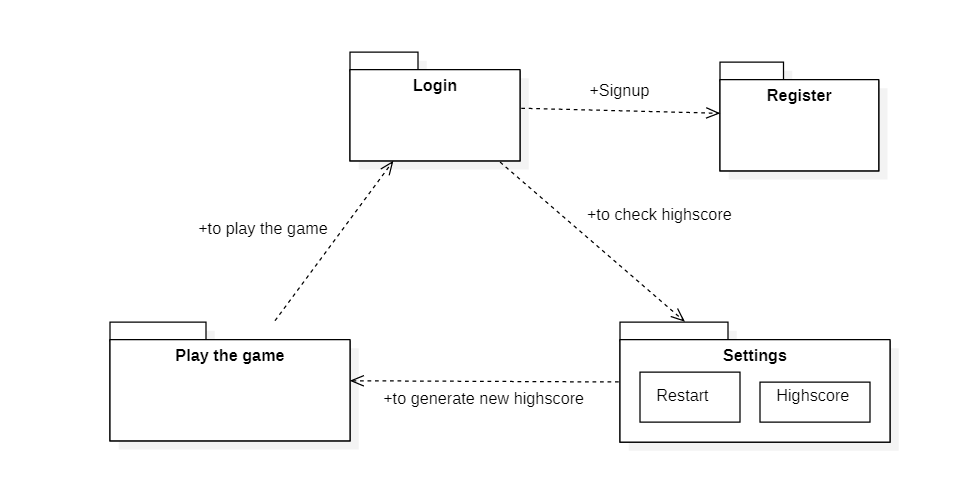 Login
+Signup
Register
+to play the game
+to check highscore
Play the game
Settings
Restart
Highscore
+to generate new highscore